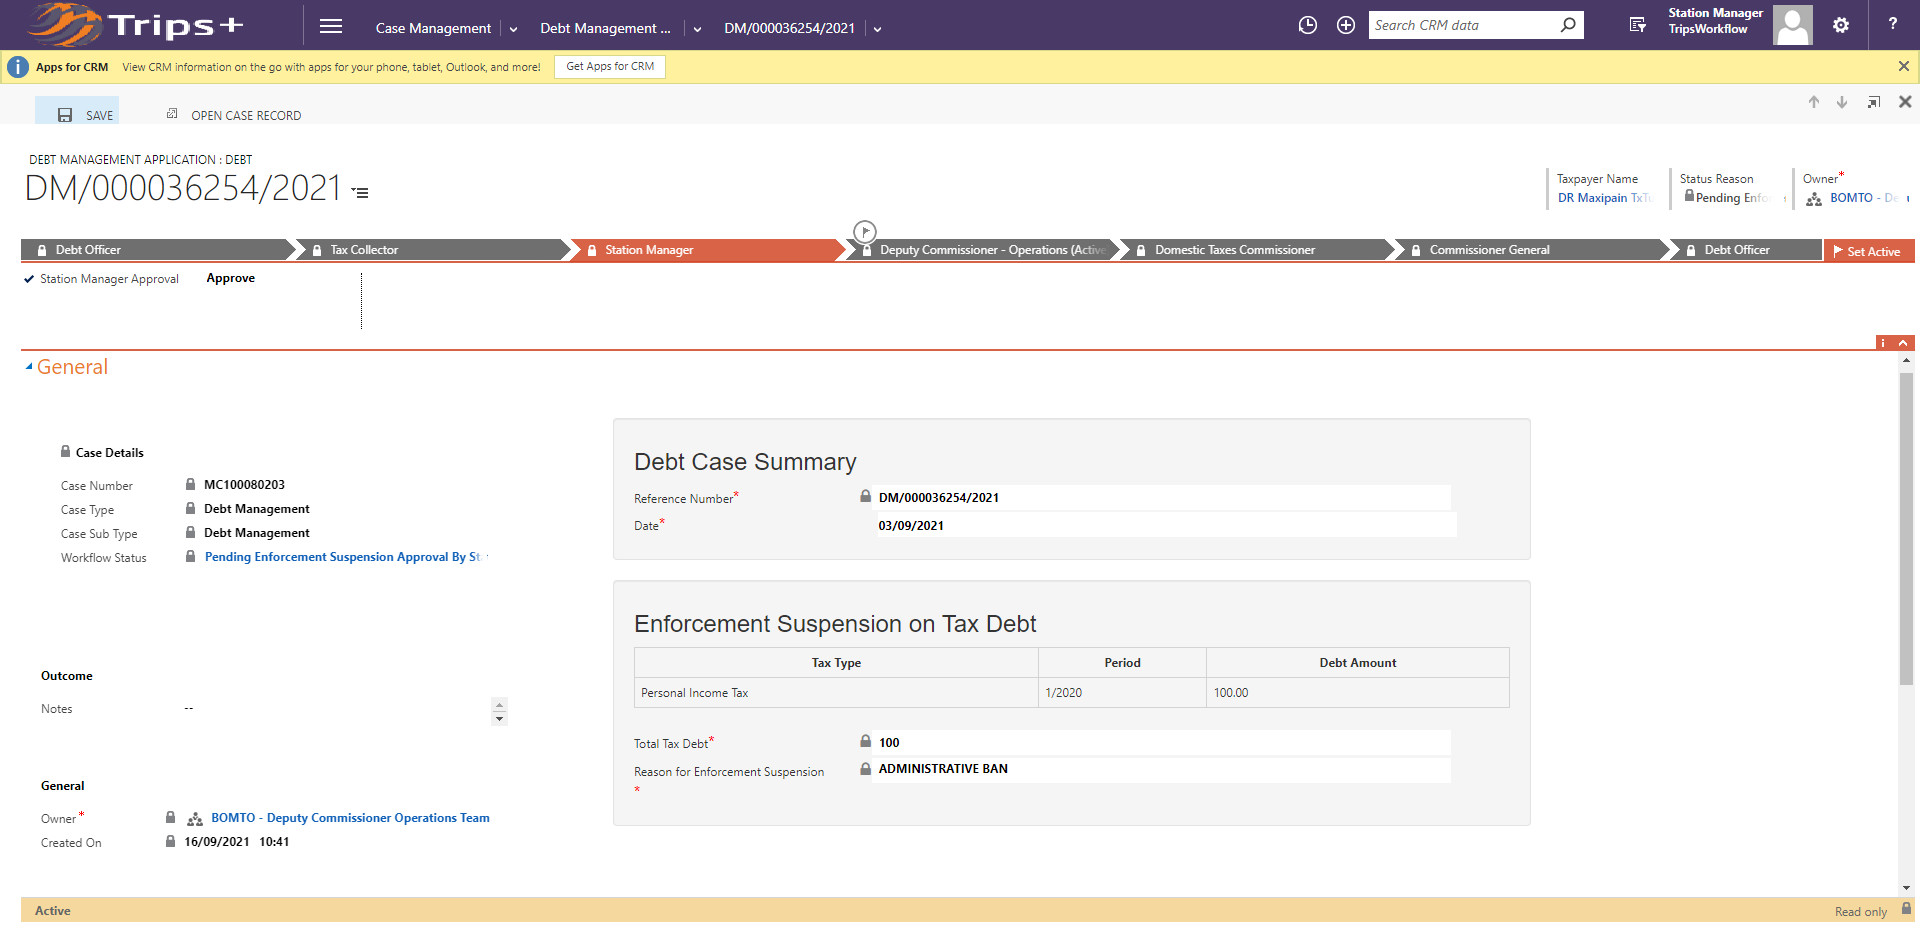 Trips+
Case Management
Debt Management ...
DM/000036254/2021
Search CRM data
Station Manager
TripsWorkflow
?
Apps for CRM
View CRM information on the go with apps for your phone, tablet, Outlook, and more!
Get Apps for CRM
SAVE
OPEN CASE RECORD
DEBT MANAGEMENT APPLICATION : DEBT
DM/000036254/2021
Taxpayer Name
DR Maxipain
Status Reason
Pending
Owner*
BOMTO -
Debt Officer
Tax Collector
Station Manager
Deputy Commissioner - Operations (Active
Domestic Taxes Commissioner
Commissioner General
Debt Officer
Set Active
Station Manager Approval
Approve
General
Case Details
Case Number
MC100080203
Case Type
Debt Management
Case Sub Type
Debt Management
Workflow Status
Pending Enforcement Suspension Approval By
Outcome
Notes
--
General
Owner*
BOMTO - Deputy Commissioner Operations Team
Created On
16/09/2021 10:41
Debt Case Summary
Reference Number*
DM/000036254/2021
Date*
03/09/2021
Enforcement Suspension on Tax Debt
Tax Type Period Debt Amount
Personal Income Tax 1/2020 100.00
Total Tax Debt*
100
Reason for Enforcement Suspension
*
ADMINISTRATIVE BAN
Active
Read only